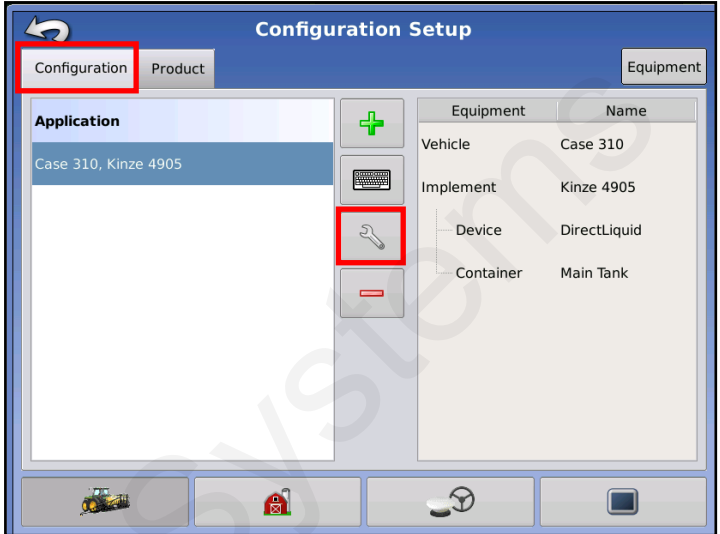 Configuration Setup
Configuration
Product
Equipment
Application
Case 310, Kinze 4905
Equipment Name
Vehicle Case 310
Implement Kinze 4905
Device DirectLiquid
Container Main Tank
Systems